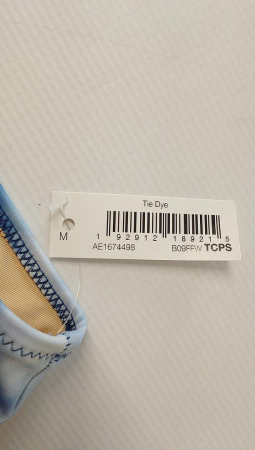 Tie Dye
M
1 92912 18921 5
AE1674498 B09FPW TCPS